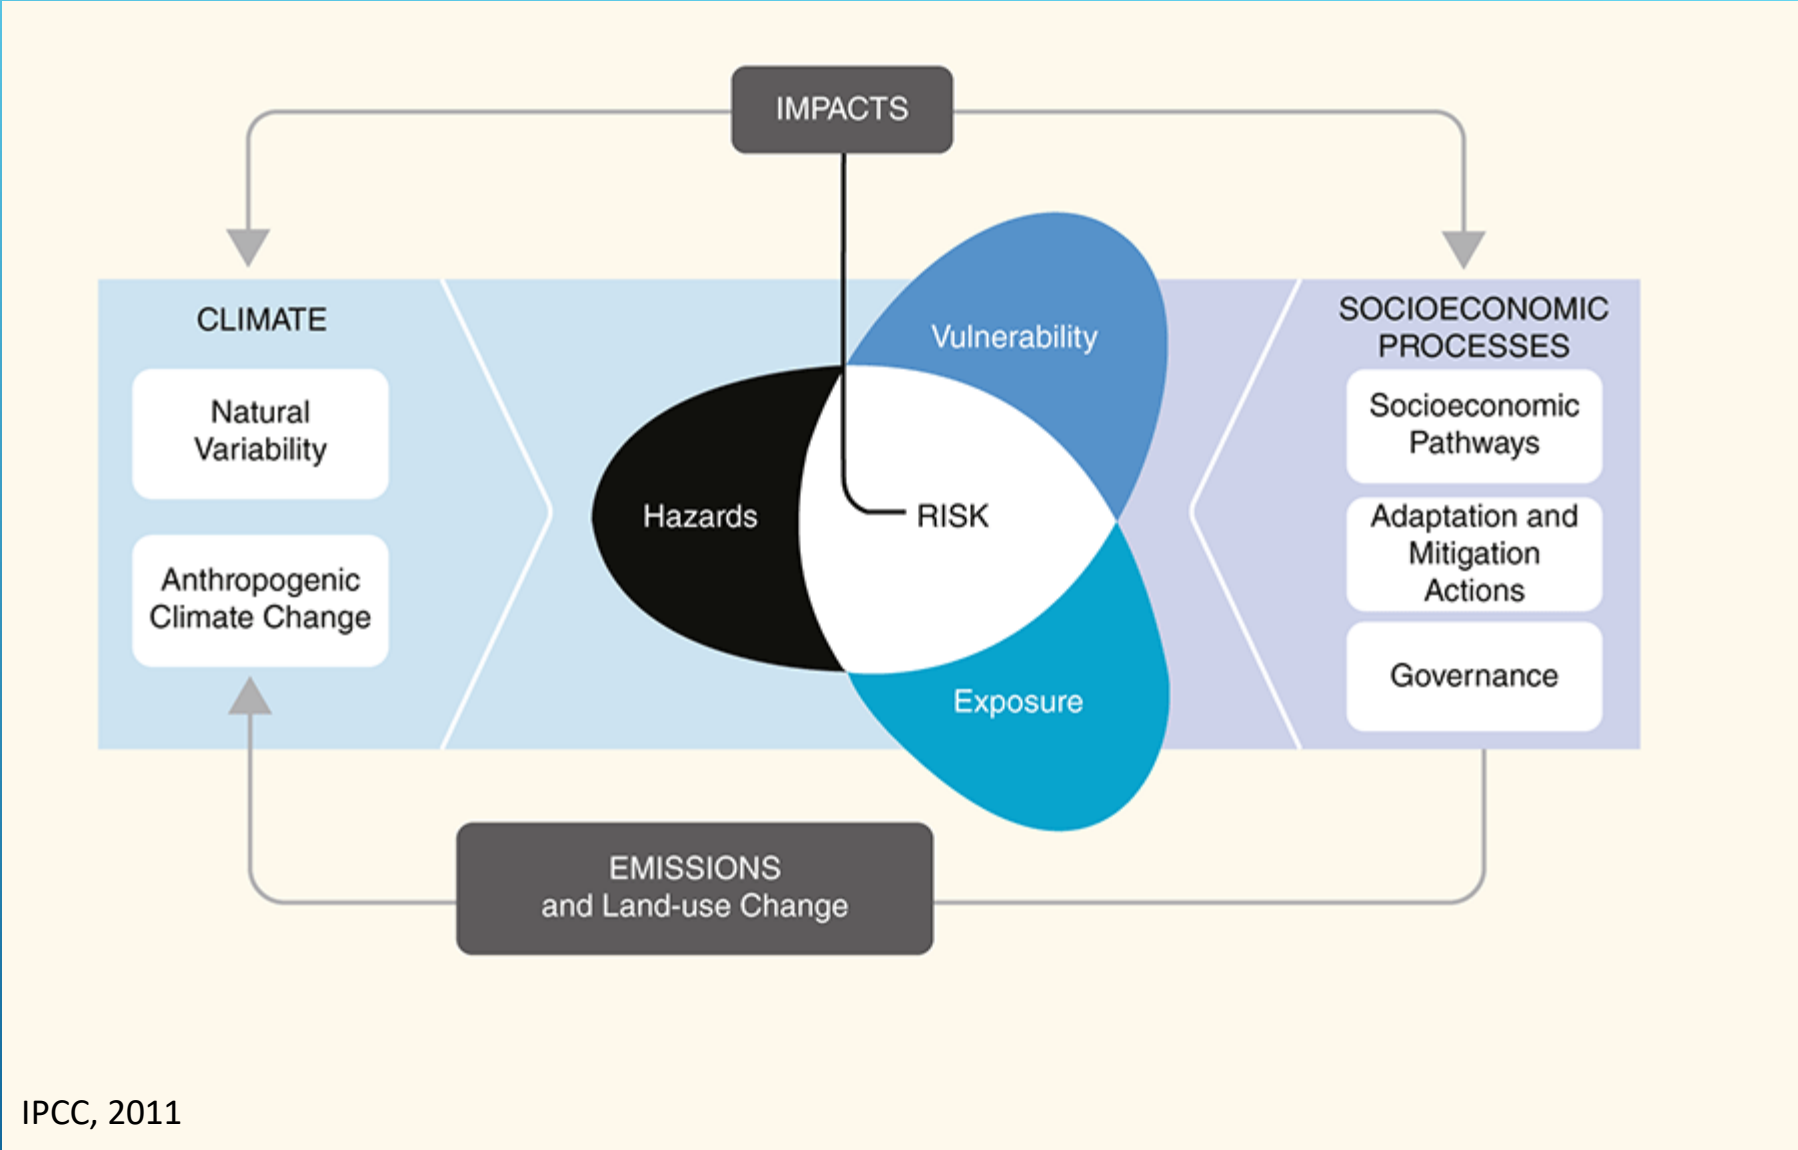 IMPACTS
CLIMATE
Natural
Variability
Anthropogenic
Climate Change
Hazards
Vulnerability
RISK
Exposure
SOCIOECONOMIC
PROCESSES
Socioeconomic
Pathways
Adaptation and
Mitigation
Actions
Governance
EMISSIONS
and Land-use Change
IPCC, 2011